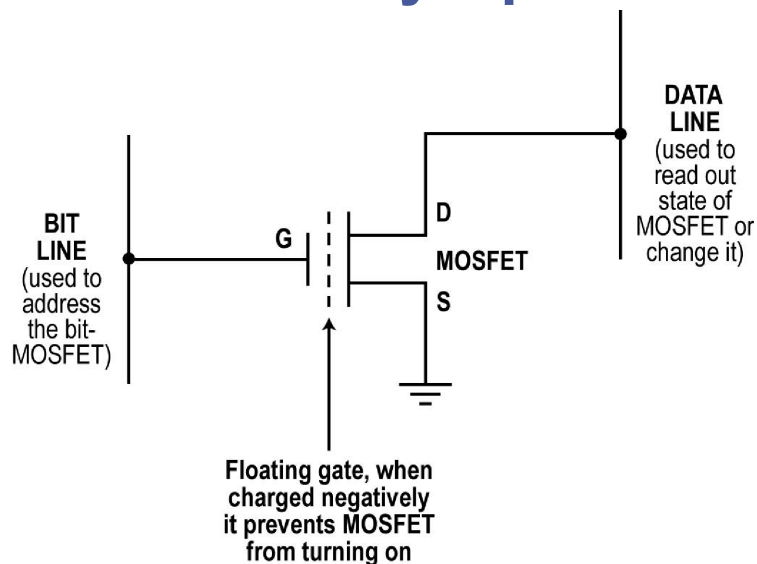 BIT
LINE
(used to
address
the bit-
MOSFET)
G
D
MOSFET
S
DATA
LINE
(used to
read out
state of
MOSFET or
change it)
Floating gate, when
charged negatively
it prevents MOSFET
from turning on